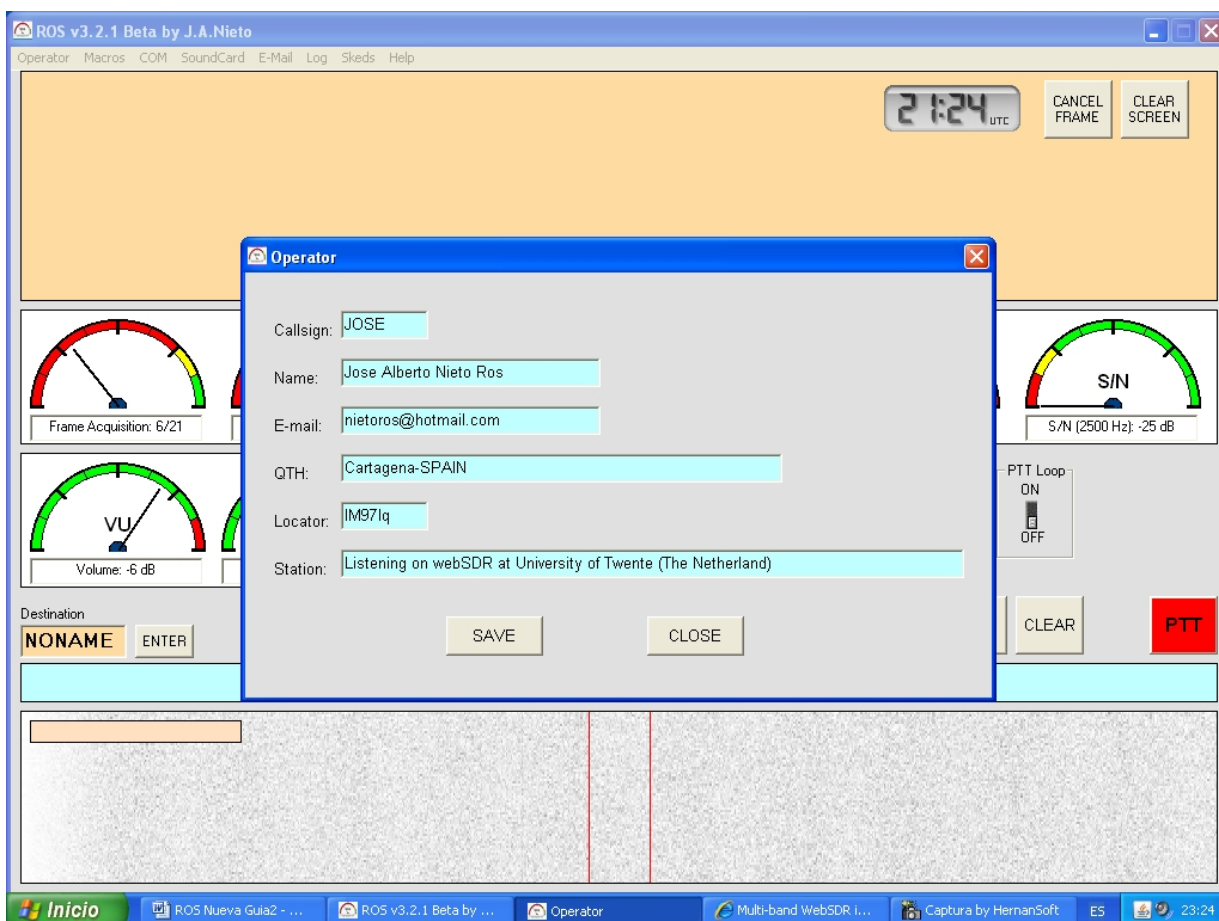 ROS v3.2.1 Beta by J.A.Nieto
Operator Macros COM SoundCard E-Mail Log Skeds Help
21:24 UTC
CANCEL FRAME
CLEAR SCREEN
Operator
Callsign: JOSE
Name: Jose Alberto Nieto Ros
E-mail: nietoros@hotmail.com
QTH: Cartagena-SPAIN
Locator: IM97lq
Station: Listening on webSDR at University of Twente (The Netherland)
SAVE CLOSE
Frame Acquisition: 6/21
S/N
S/N (2500 Hz): -25 dB
VU
Volume: -6 dB
PTT Loop
ON
OFF
Destination
NONAME ENTER
CLEAR
PTT
Inicio ROS Nueva Guia2 - ... ROS v3.2.1 Beta by ... Operator Multi-band WebSDR i... Captura by HernanSoft ES 23:24